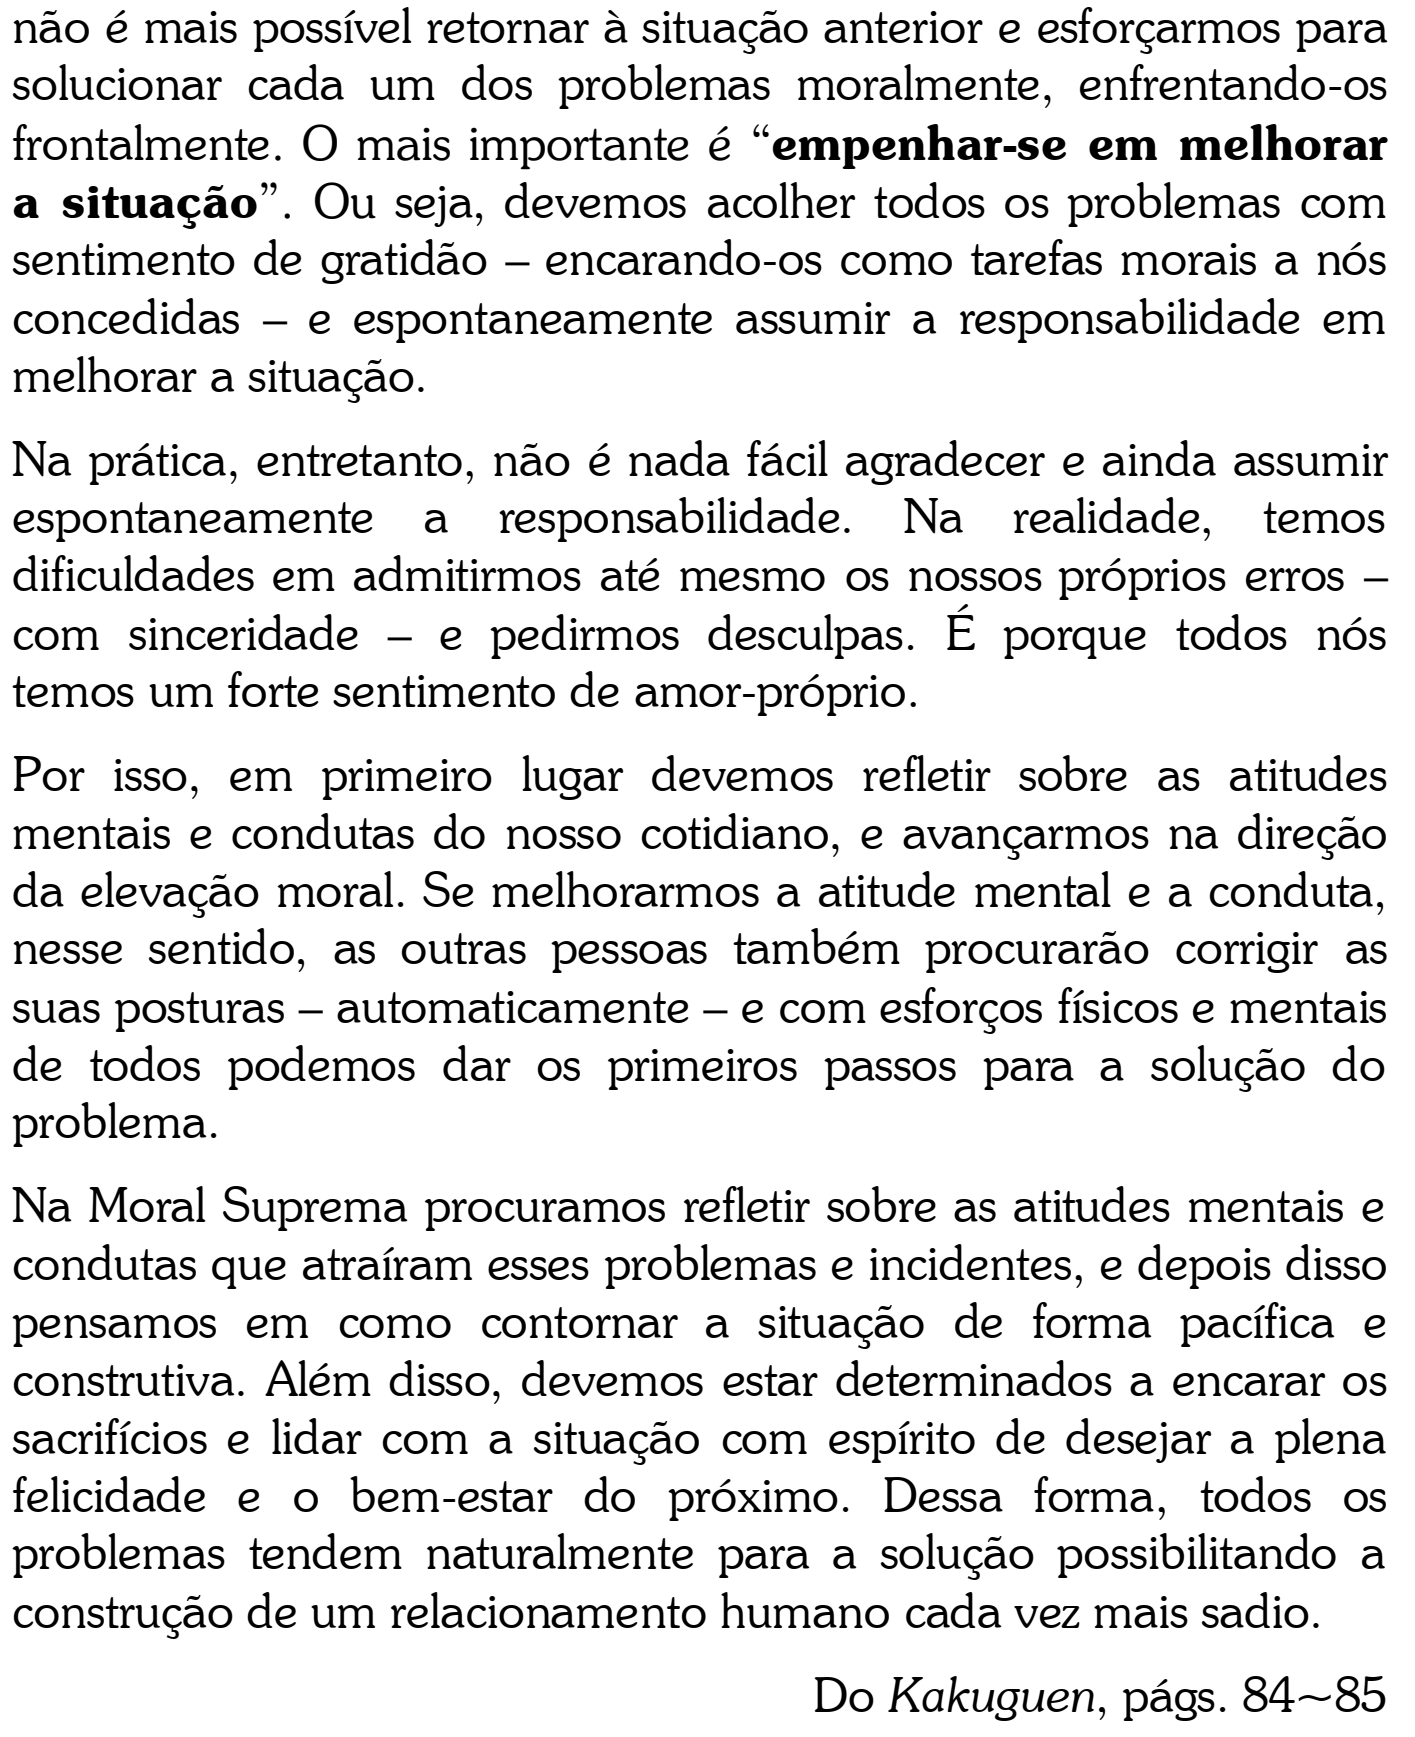 não é mais possível retornar à situação anterior e esforçarmos para
solucionar cada um dos problemas moralmente, enfrentando-os
frontalmente. O mais importante é “empenhar-se em melhorar
a situação”. Ou seja, devemos acolher todos os problemas com
sentimento de gratidão – encarando-os como tarefas morais a nós
concedidas – e espontaneamente assumir a responsabilidade em
melhorar a situação.
Na prática, entretanto, não é nada fácil agradecer e ainda assumir
espontaneamente a responsabilidade. Na realidade, temos
dificuldades em admitirmos até mesmo os nossos próprios erros –
com sinceridade – e pedirmos desculpas. É porque todos nós
temos um forte sentimento de amor-próprio.
Por isso, em primeiro lugar devemos refletir sobre as atitudes
mentais e condutas do nosso cotidiano, e avançarmos na direção
da elevação moral. Se melhorarmos a atitude mental e a conduta,
nesse sentido, as outras pessoas também procurarão corrigir as
suas posturas – automaticamente – e com esforços físicos e mentais
de todos podemos dar os primeiros passos para a solução do
problema.
Na Moral Suprema procuramos refletir sobre as atitudes mentais e
condutas que atraíram esses problemas e incidentes, e depois disso
pensamos em como contornar a situação de forma pacífica e
construtiva. Além disso, devemos estar determinados a encarar os
sacrifícios e lidar com a situação com espírito de desejar a plena
felicidade e o bem-estar do próximo. Dessa forma, todos os
problemas tendem naturalmente para a solução possibilitando a
construção de um relacionamento humano cada vez mais sadio.
Do Kakuguen, págs. 84~85